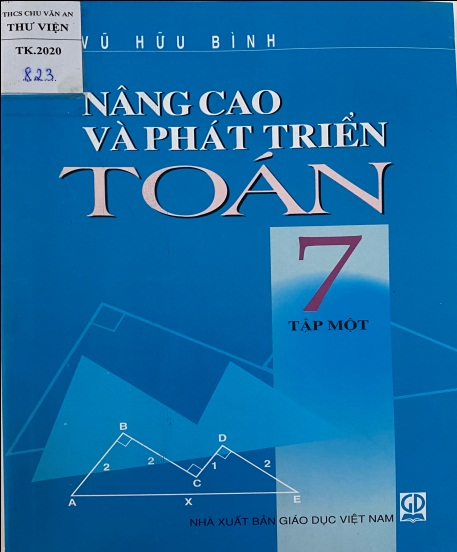 THCS CHU VĂN AN
THƯ VIỆN
TK.2020
823
VŨ HỮU BÌNH
NÂNG CAO
VÀ PHÁT TRIỂN
TOÁN
7
TẬP MỘT
B
D
2
2
1
2
C
A
X
E
NHÀ XUẤT BẢN GIÁO DỤC VIỆT NAM
GD